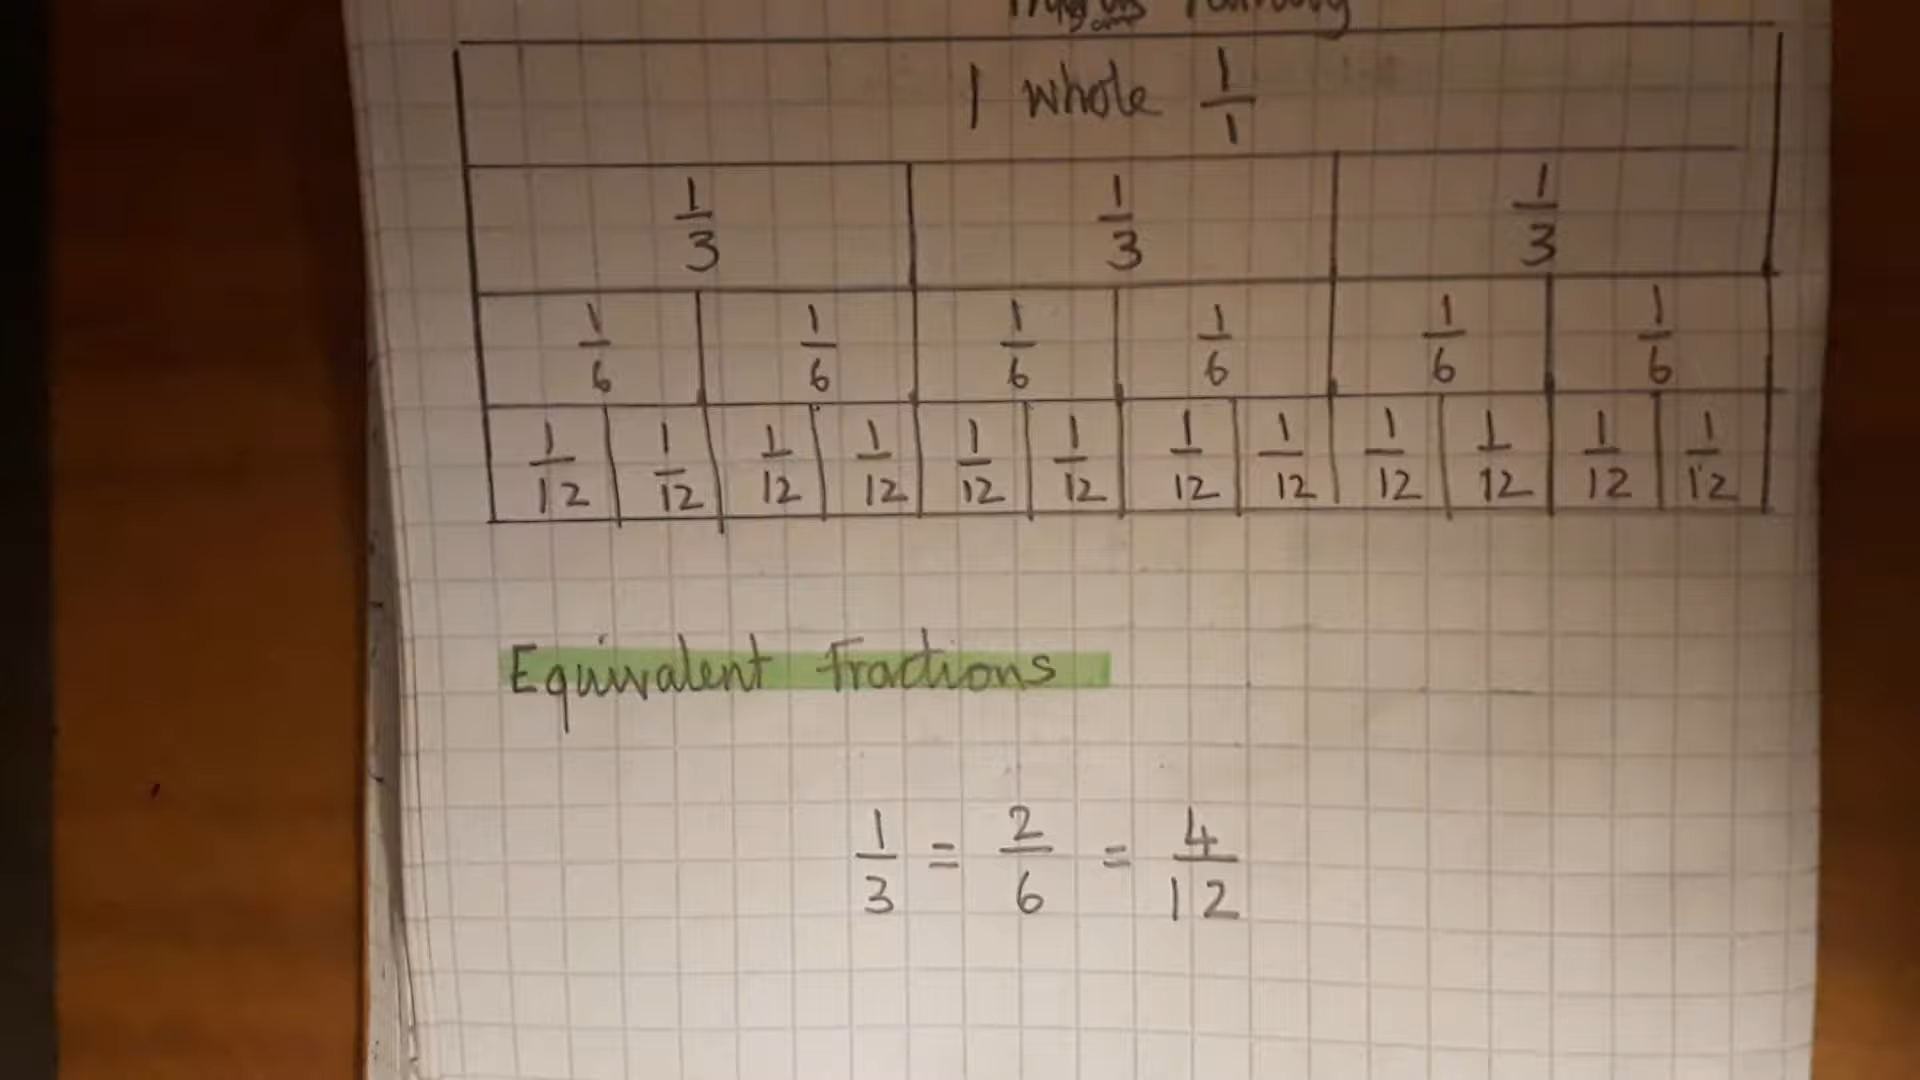 1 whole 1/1
1/3 1/3 1/3
1/6 1/6 1/6 1/6 1/6 1/6
1/12 1/12 1/12 1/12 1/12 1/12 1/12 1/12 1/12 1/12 1/12 1/12
Equivalent fractions
1/3 = 2/6 = 4/12